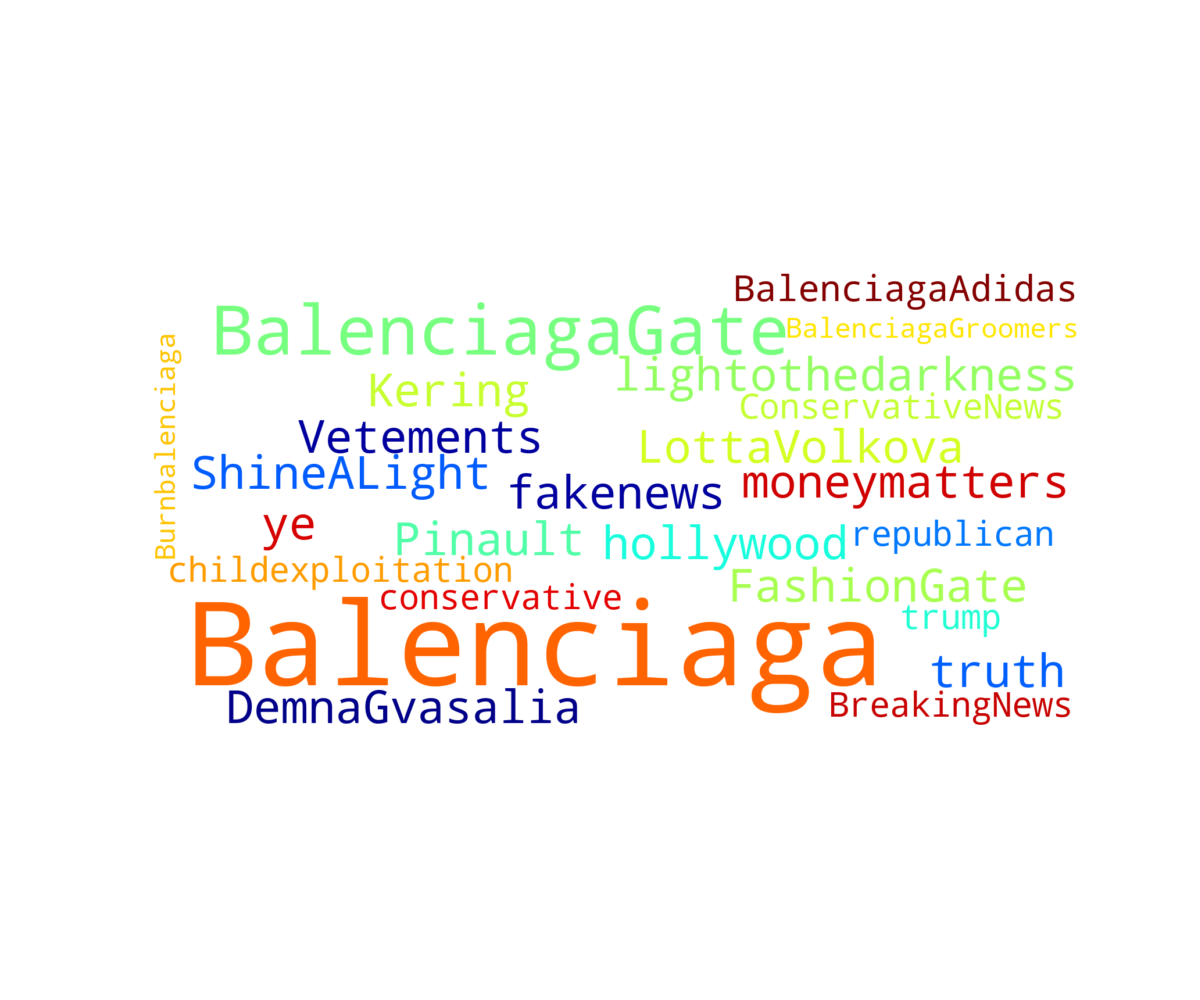 BalenciagaAdidas
BalenciagaGate
BalenciagaGroomers
Burnbalenciaga
lightothedarkness
Kering
ConservativeNews
Vetements
LottaVolkova
ShineALight
moneymatters
fakenews
ye
republican
Pinault
hollywood
childexploitation
FashionGate
conservative
trump
Balenciaga
truth
DemnaGvasalia
BreakingNews